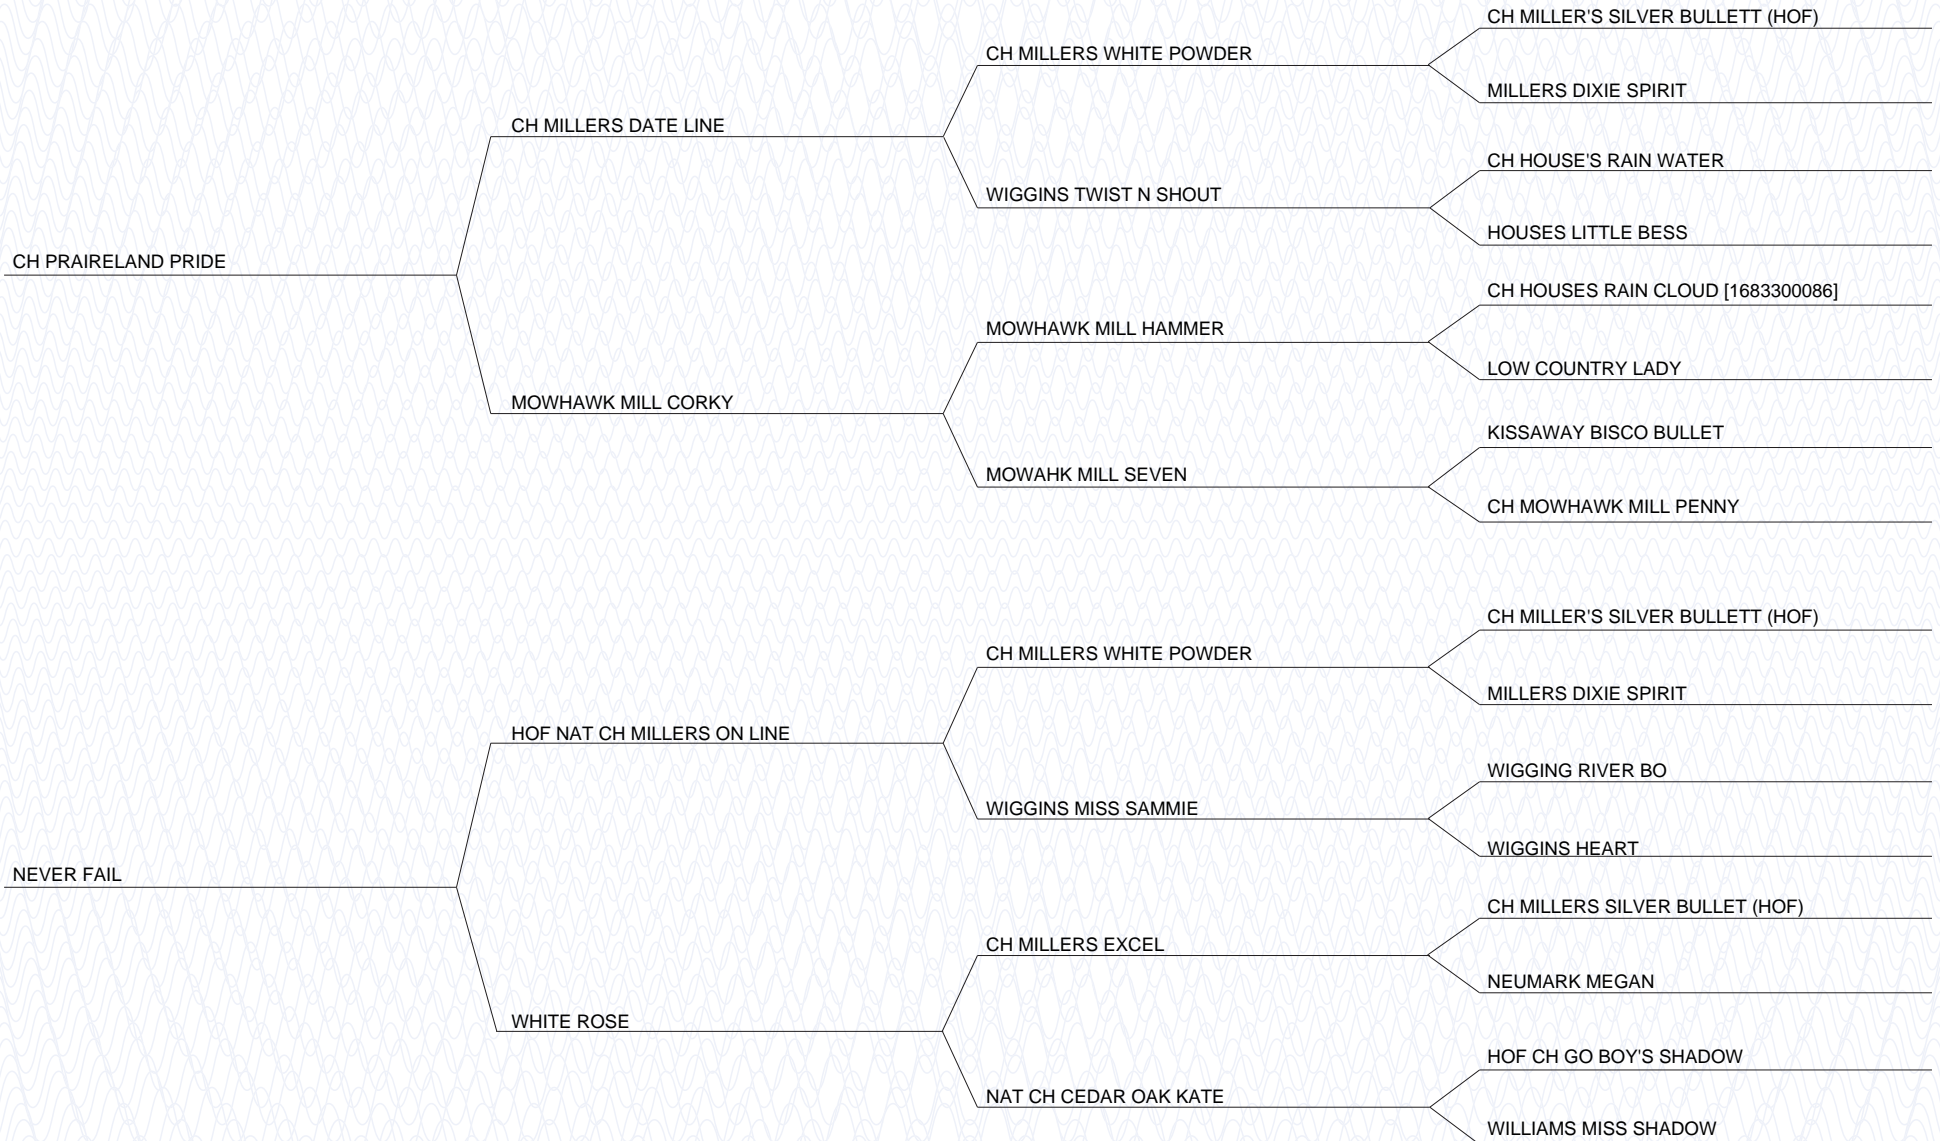 CH MILLER'S SILVER BULLETT (HOF)
CH MILLERS WHITE POWDER
MILLERS DIXIE SPIRIT
CH MILLERS DATE LINE
CH HOUSE'S RAIN WATER
WIGGINS TWIST N SHOUT
HOUSES LITTLE BESS
CH PRAIRELAND PRIDE
CH HOUSES RAIN CLOUD [1683300086]
MOWHAWK MILL HAMMER
LOW COUNTRY LADY
MOWHAWK MILL CORKY
KISSAWAY BISCO BULLET
MOWAHK MILL SEVEN
CH MOWHAWK MILL PENNY
CH MILLER'S SILVER BULLETT (HOF)
CH MILLERS WHITE POWDER
MILLERS DIXIE SPIRIT
HOF NAT CH MILLERS ON LINE
WIGGING RIVER BO
WIGGINS MISS SAMMIE
WIGGINS HEART
NEVER FAIL
CH MILLERS SILVER BULLET (HOF)
CH MILLERS EXCEL
NEUMARK MEGAN
WHITE ROSE
HOF CH GO BOY'S SHADOW
NAT CH CEDAR OAK KATE
WILLIAMS MISS SHADOW